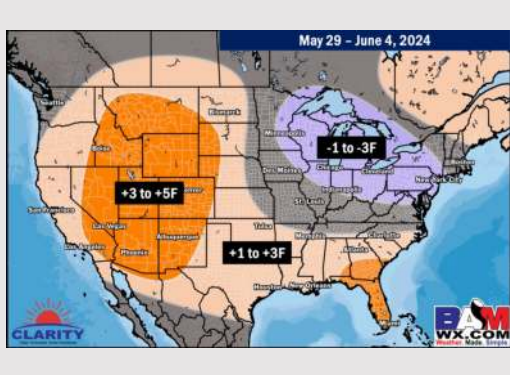 May 29 – June 4, 2024
Seattle
Bismarck
Minneapolis
-1 to -3F
Boise
Boston
Chicago
Cleveland
New York City
Des Moines
Indianapolis
+3 to +5F
St. Louis
San Francisco
Las Vegas
Tulsa
Albuquerque
Memphis
Charlotte
Los Angeles
Phoenix
+1 to +3F
Atlanta
Houston
New Orleans
Miami
CLARITY
BAM
WX.COM
Weather. Made. Simple.